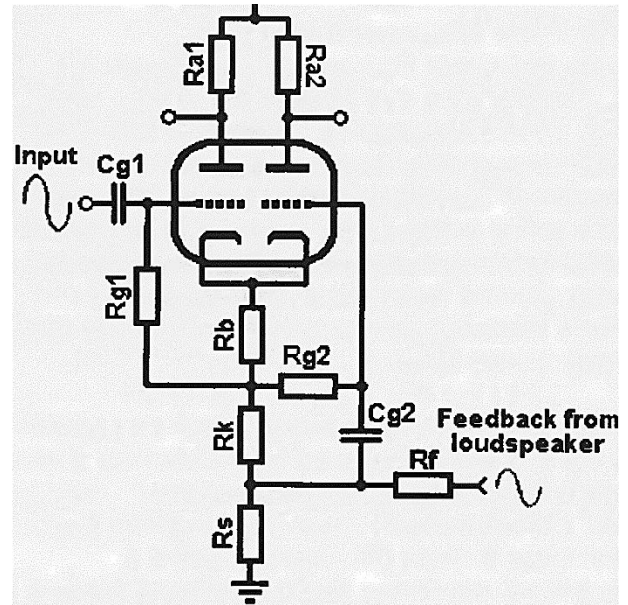 Ra1
Ra2
Input
Cg1
Rg1
Rb
Rg2
Rk
Cg2
Feedback from
loudspeaker
Rf
Rs